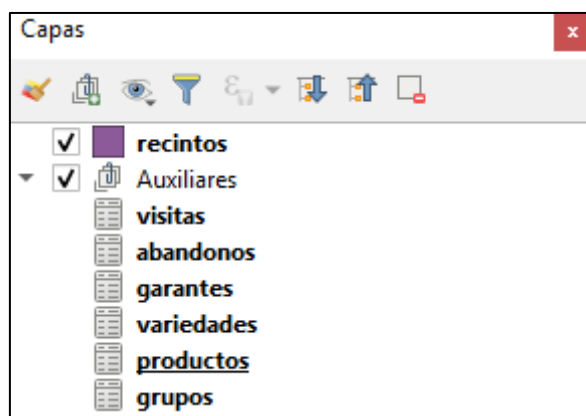 Capas
recintos
Auxiliares
visitas
abandonos
garantes
variedades
productos
grupos